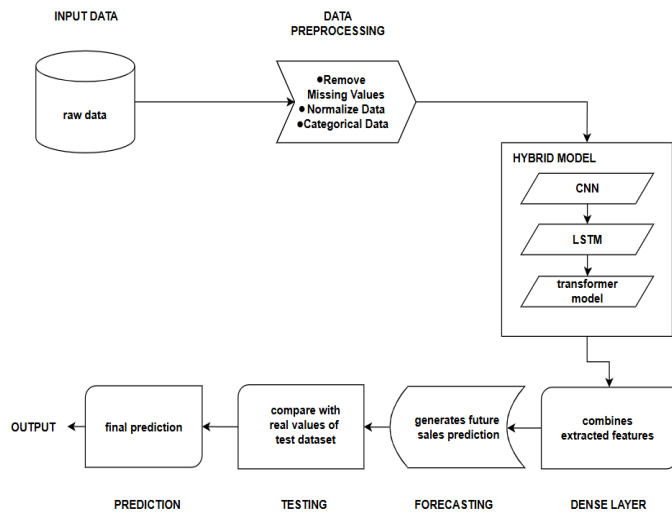 INPUT DATA
DATA
PREPROCESSING
raw data
●Remove
Missing Values
● Normalize Data
●Categorical Data
HYBRID MODEL
CNN
LSTM
transformer
model
OUTPUT
final prediction
compare with
real values of
test dataset
generates future
sales prediction
combines
extracted features
PREDICTION
TESTING
FORECASTING
DENSE LAYER